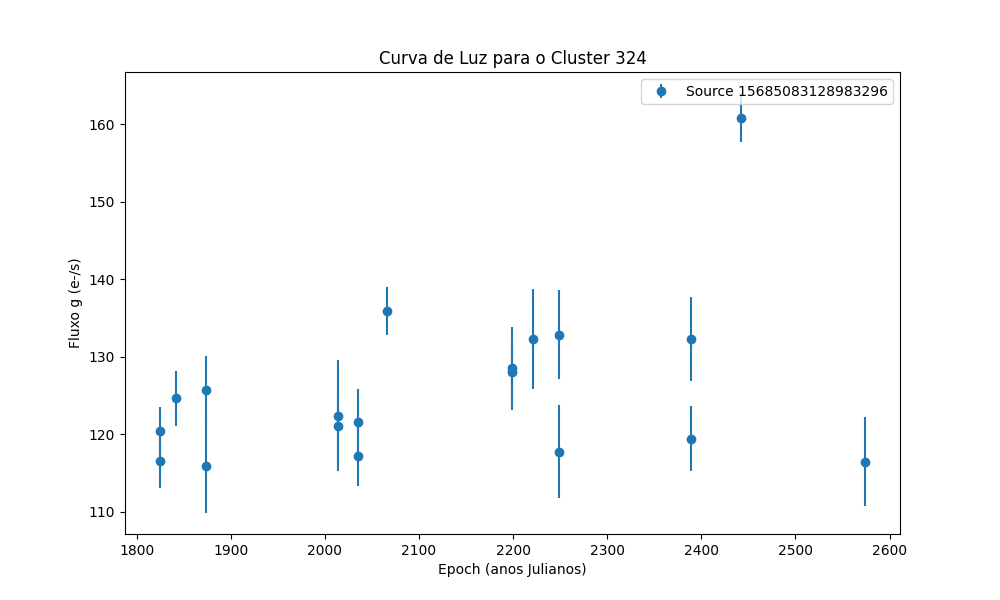 Curva de Luz para o Cluster 324
Source 15685083128983296
Fluxo g (e-/s)
160
150
140
130
120
110
1800 1900 2000 2100 2200 2300 2400 2500 2600
Epoch (anos Julianos)